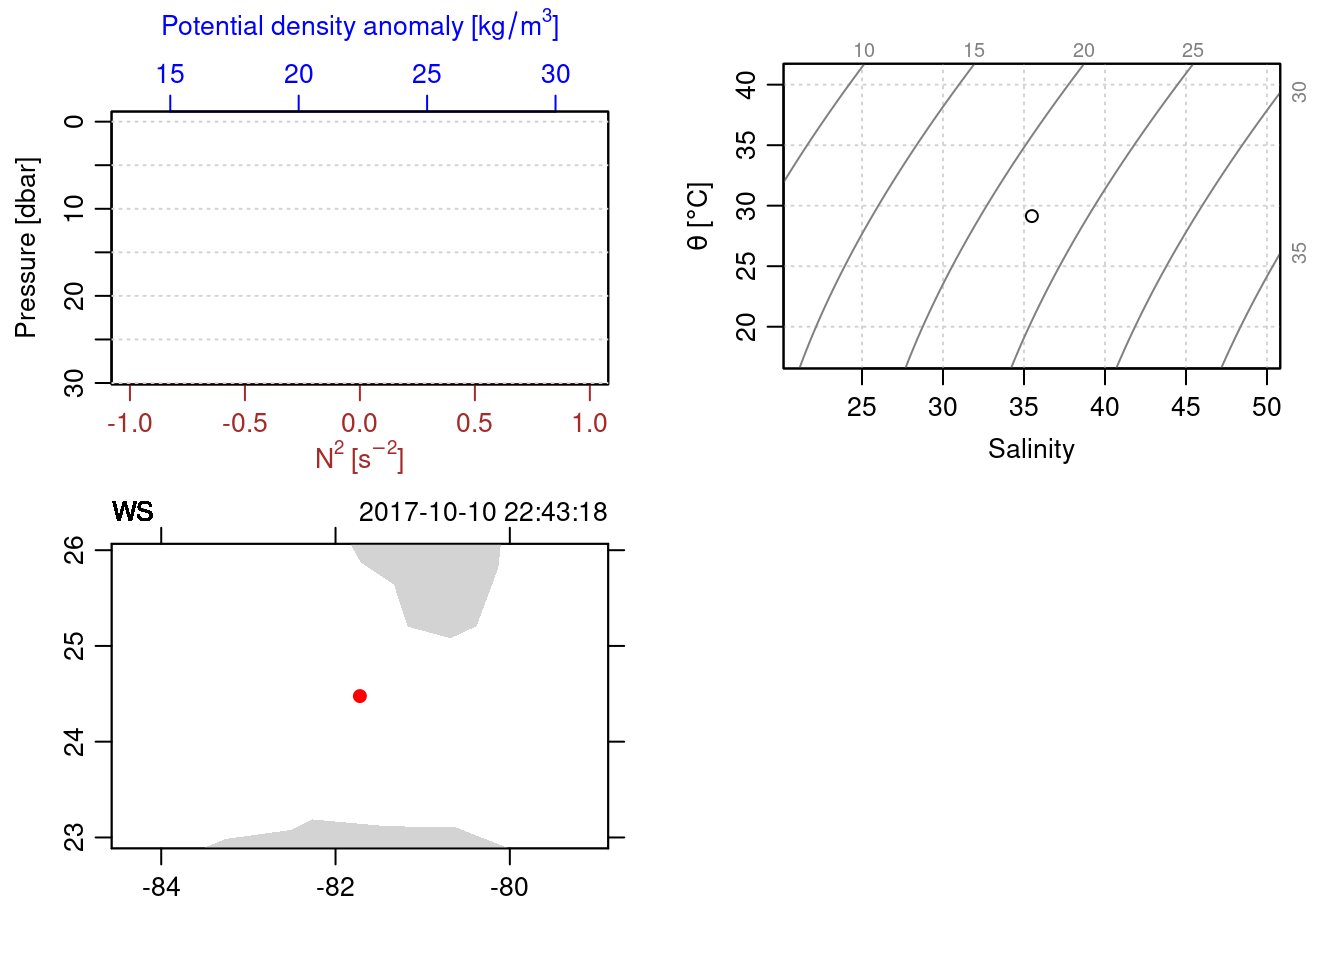 Potential density anomaly [kg/m³]
15 20 25 30
Pressure [dbar]
0
10
20
30
-1.0 -0.5 0.0 0.5 1.0
N² [s⁻²]
10 15 20 25
30
35
θ [°C]
40
35
30
25
20
25 30 35 40 45 50
Salinity
WS 2017-10-10 22:43:18
26
25
24
23
-84 -82 -80